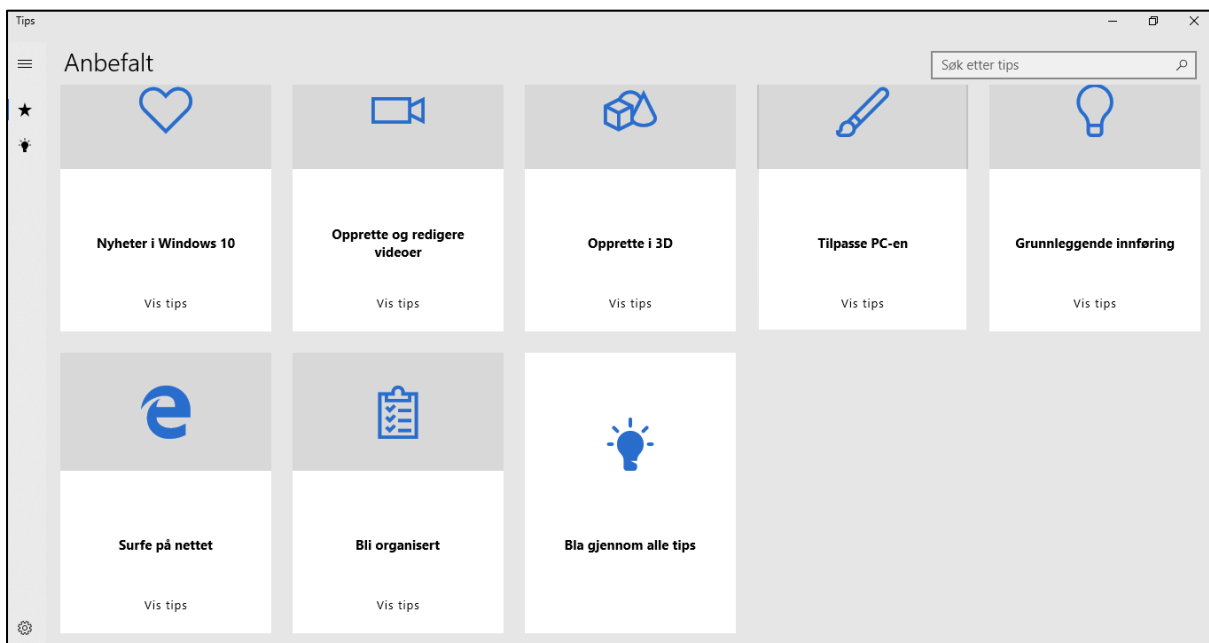 Tips
Anbefalt
Søk etter tips
Nyheter i Windows 10
Vis tips
Opprette og redigere
videoer
Vis tips
Opprette i 3D
Vis tips
Tilpasse PC-en
Vis tips
Grunnleggende innføring
Vis tips
Surfe på nettet
Vis tips
Bli organisert
Vis tips
Bla gjennom alle tips